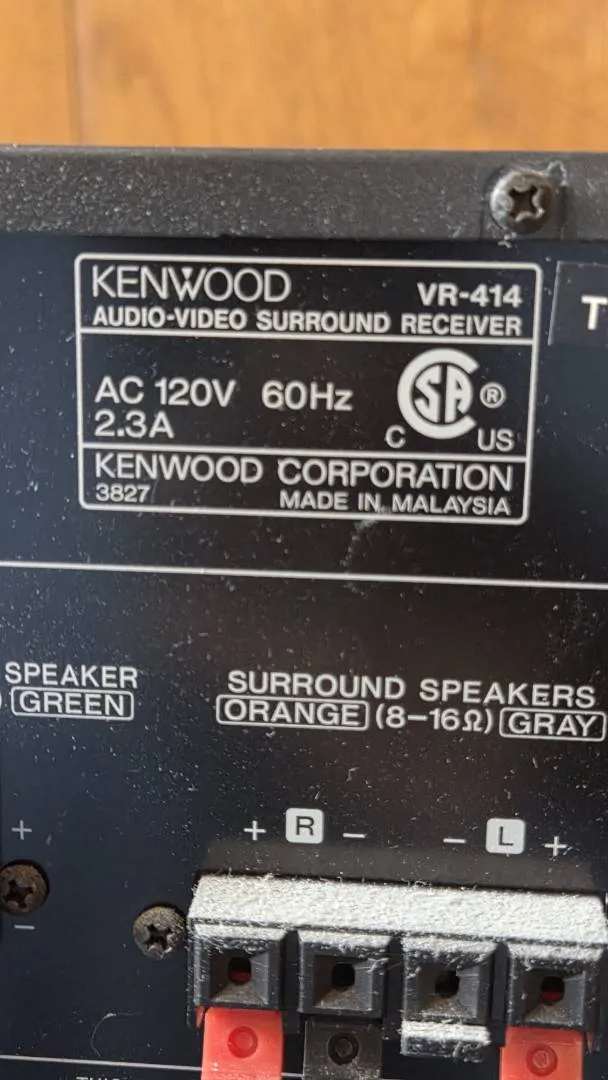 KENWOOD VR-414
AUDIO-VIDEO SURROUND RECEIVER
AC 120V 60Hz
2.3A
C SA ® US
KENWOOD CORPORATION
3827 MADE IN MALAYSIA
T
SPEAKER
GREEN
SURROUND SPEAKERS
ORANGE (8–16Ω) GRAY
+ R – – L +
+
–